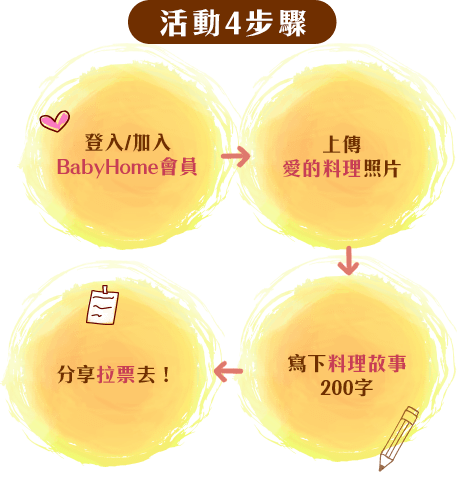 活動4步驟
登入/加入
BabyHome會員
上傳
愛的料理照片
寫下料理故事
200字
分享拉票去！